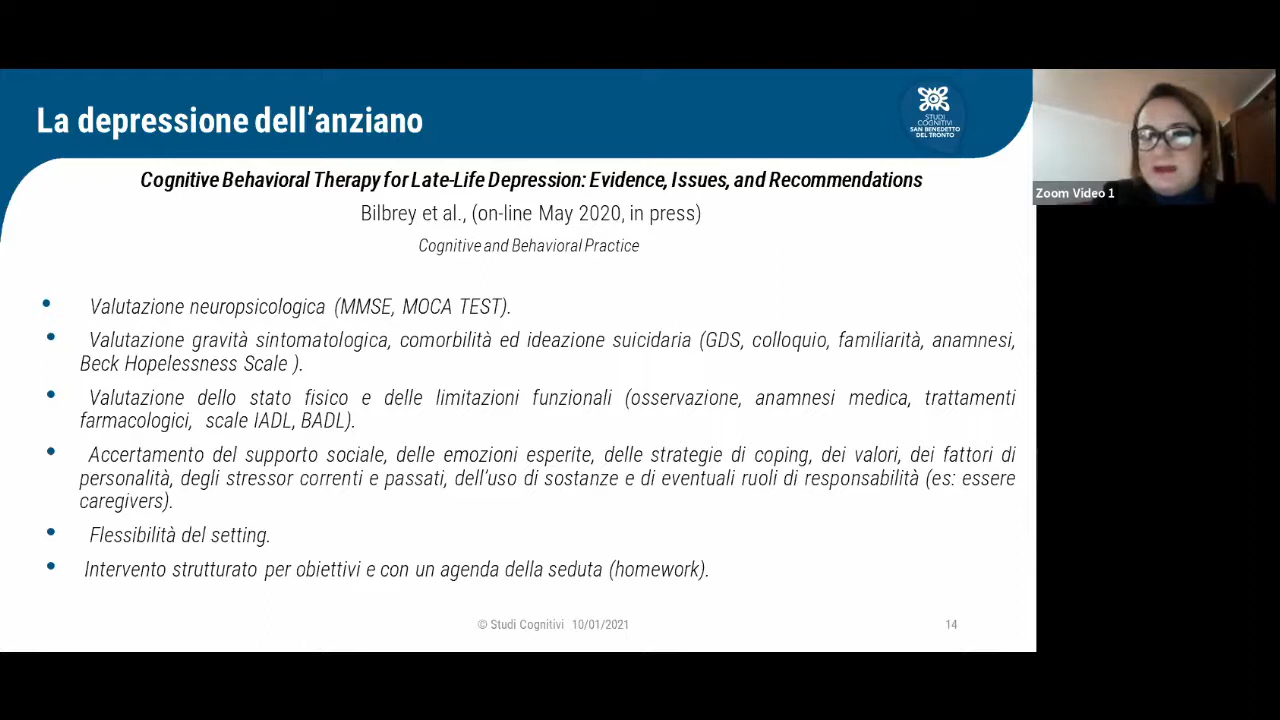 La depressione dell’anziano
STUDI
COGNITIVI
SAN BENEDETTO
DEL TRONTO
Cognitive Behavioral Therapy for Late-Life Depression: Evidence, Issues, and Recommendations
Bilbrey et al., (on-line May 2020, in press)
Cognitive and Behavioral Practice
Zoom Video 1
• Valutazione neuropsicologica (MMSE, MOCA TEST).
• Valutazione gravità sintomatologica, comorbilità ed ideazione suicidaria (GDS, colloquio, familiarità, anamnesi,
Beck Hopelessness Scale ).
• Valutazione dello stato fisico e delle limitazioni funzionali (osservazione, anamnesi medica, trattamenti
farmacologici, scale IADL, BADL).
• Accertamento del supporto sociale, delle emozioni esperite, delle strategie di coping, dei valori, dei fattori di
personalità, degli stressor correnti e passati, dell’uso di sostanze e di eventuali ruoli di responsabilità (es: essere
caregivers).
• Flessibilità del setting.
• Intervento strutturato per obiettivi e con un agenda della seduta (homework).
© Studi Cognitivi 10/01/2021
14